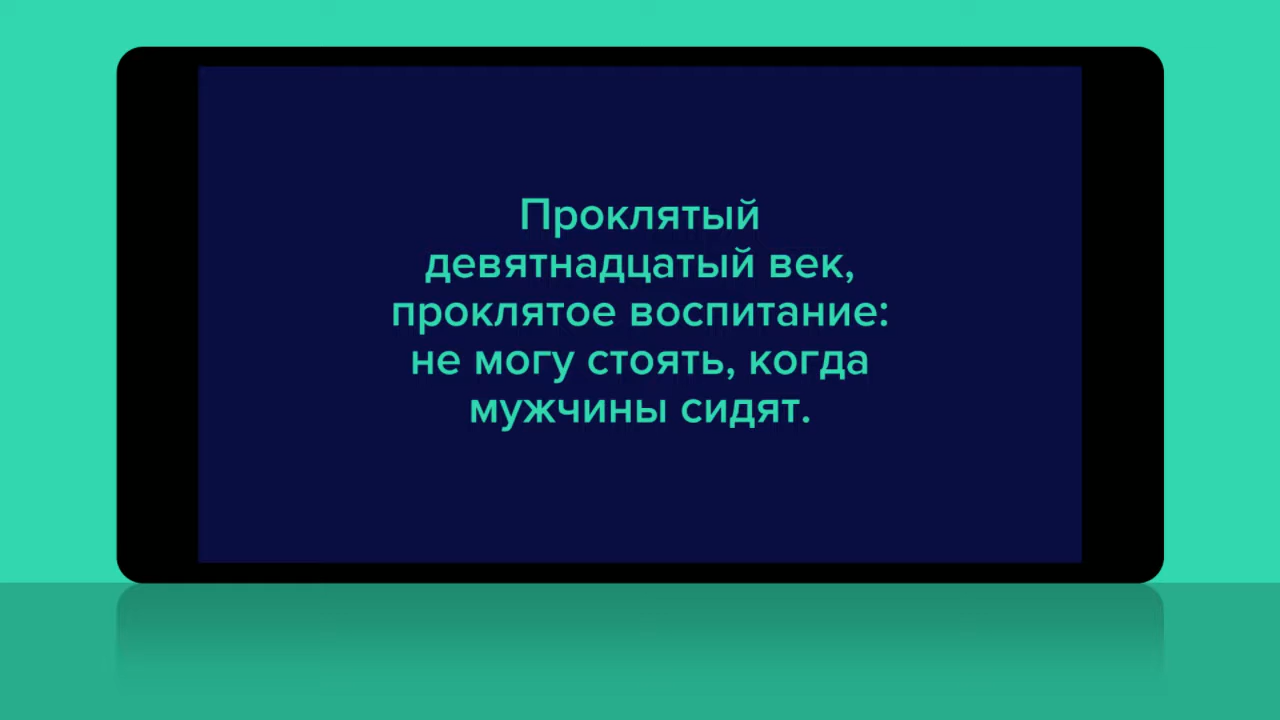 Проклятый
девятнадцатый век,
проклятое воспитание:
не могу стоять, когда
мужчины сидят.